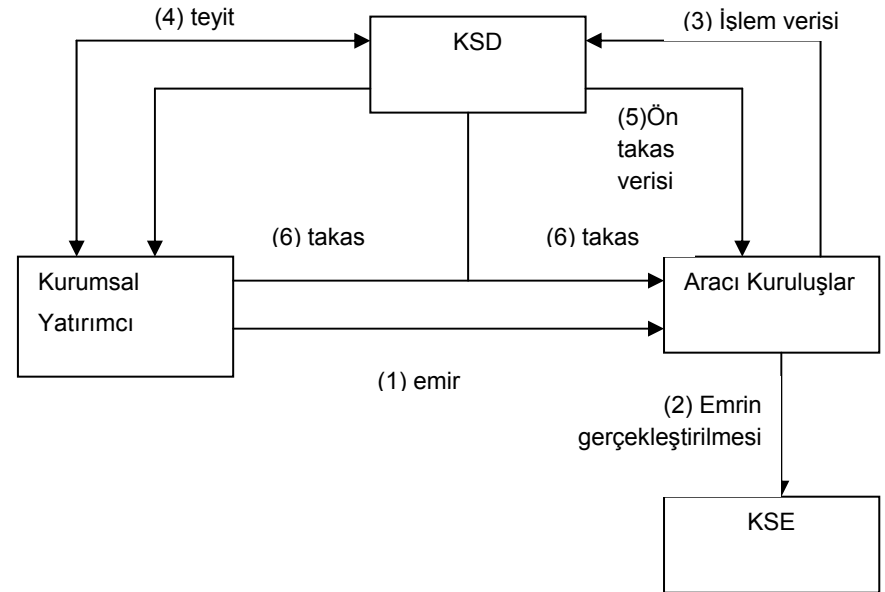 (4) teyit
KSD
(3) İşlem verisi
(5)Ön
takas
verisi
(6) takas
(6) takas
Kurumsal
Yatırımcı
Aracı Kuruluşlar
(1) emir
(2) Emrin
gerçekleştirilmesi
KSE